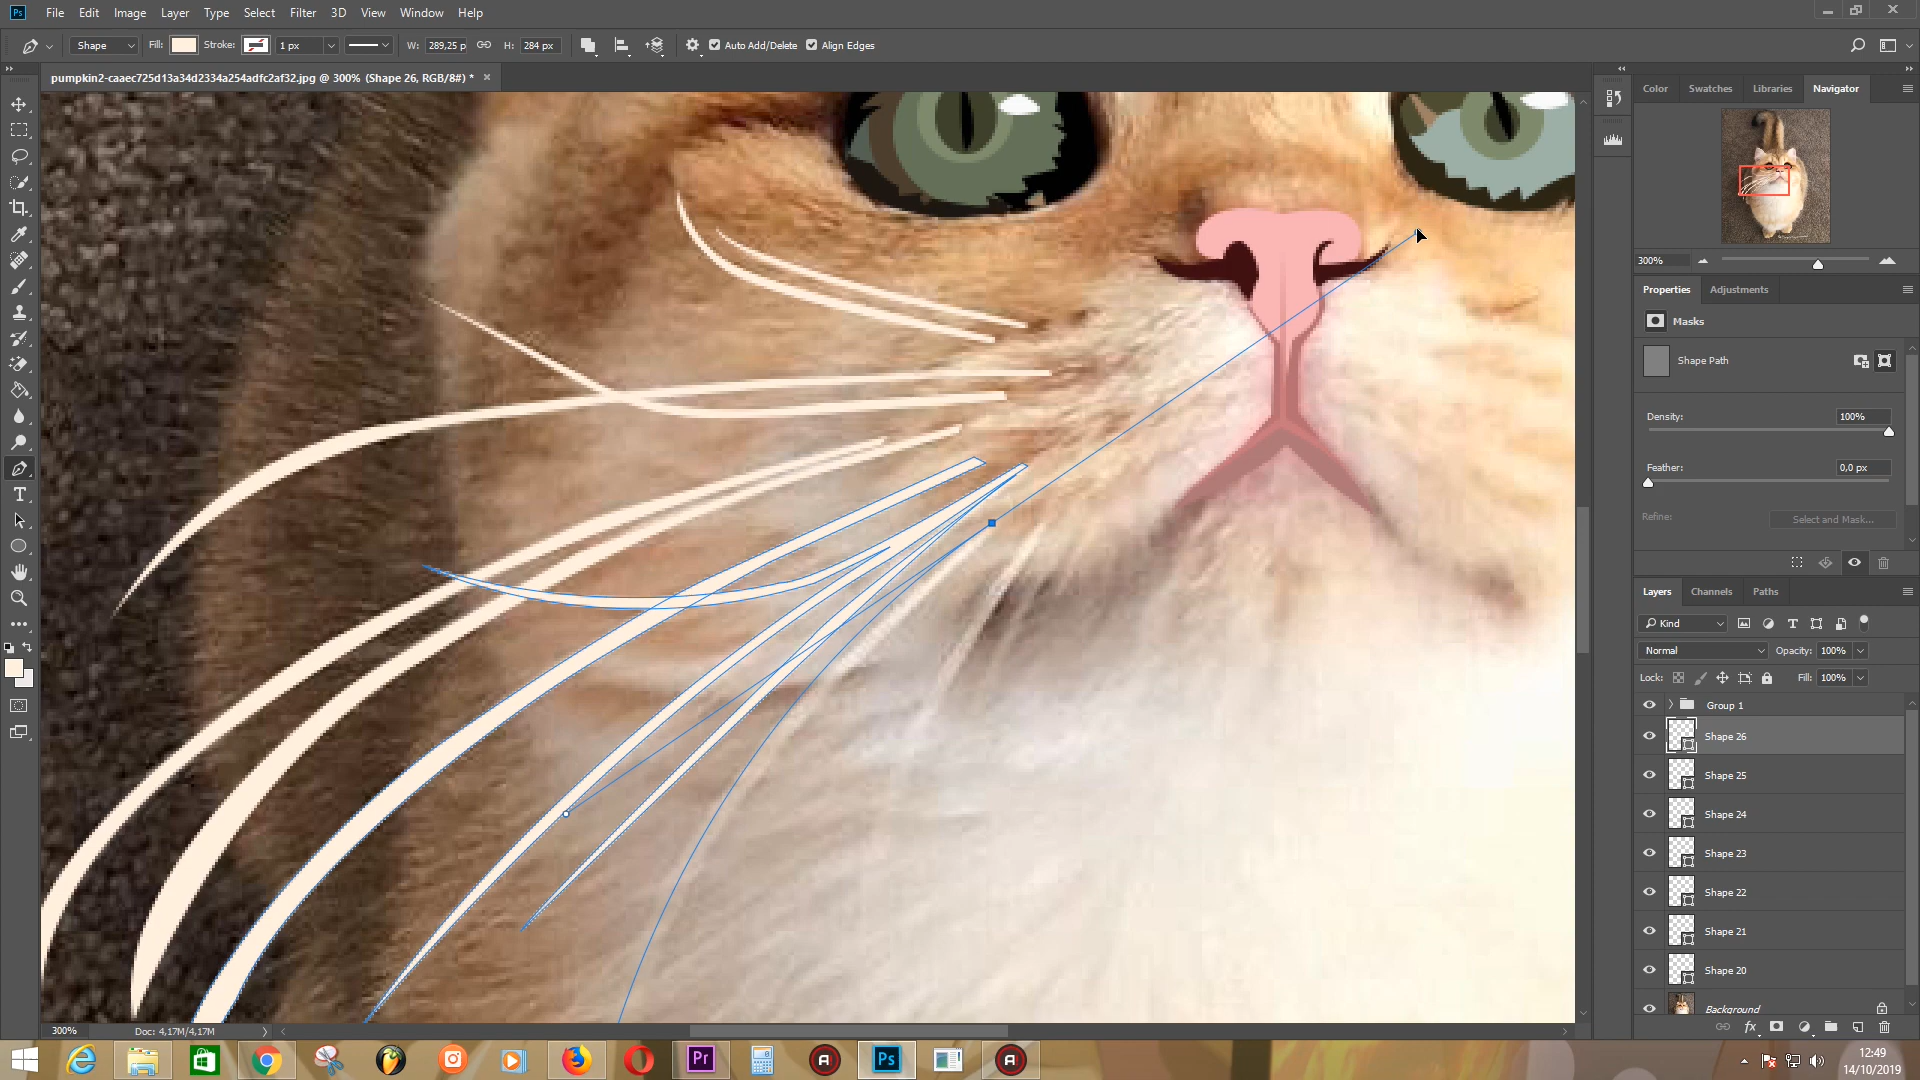 Ps File Edit Image Layer Type Select Filter 3D View Window Help
Shape Fill: Stroke: 1 px W: 289,25 p H: 284 px Auto Add/Delete Align Edges
pumpkin2-caaec725d13a34d2334a254adfc2af32.jpg @ 300% (Shape 26, RGB/8#) *
Color Swatches Libraries Navigator
300%
Properties Adjustments
Masks
Shape Path
Density: 100%
Feather: 0,0 px
Refine: Select and Mask...
Layers Channels Paths
Kind
Normal Opacity: 100%
Lock: Fill: 100%
Group 1
Shape 26
Shape 25
Shape 24
Shape 23
Shape 22
Shape 21
Shape 20
Background
fx
300% Doc: 4,17M/4,17M
Pr Ps
12:49
14/10/2019